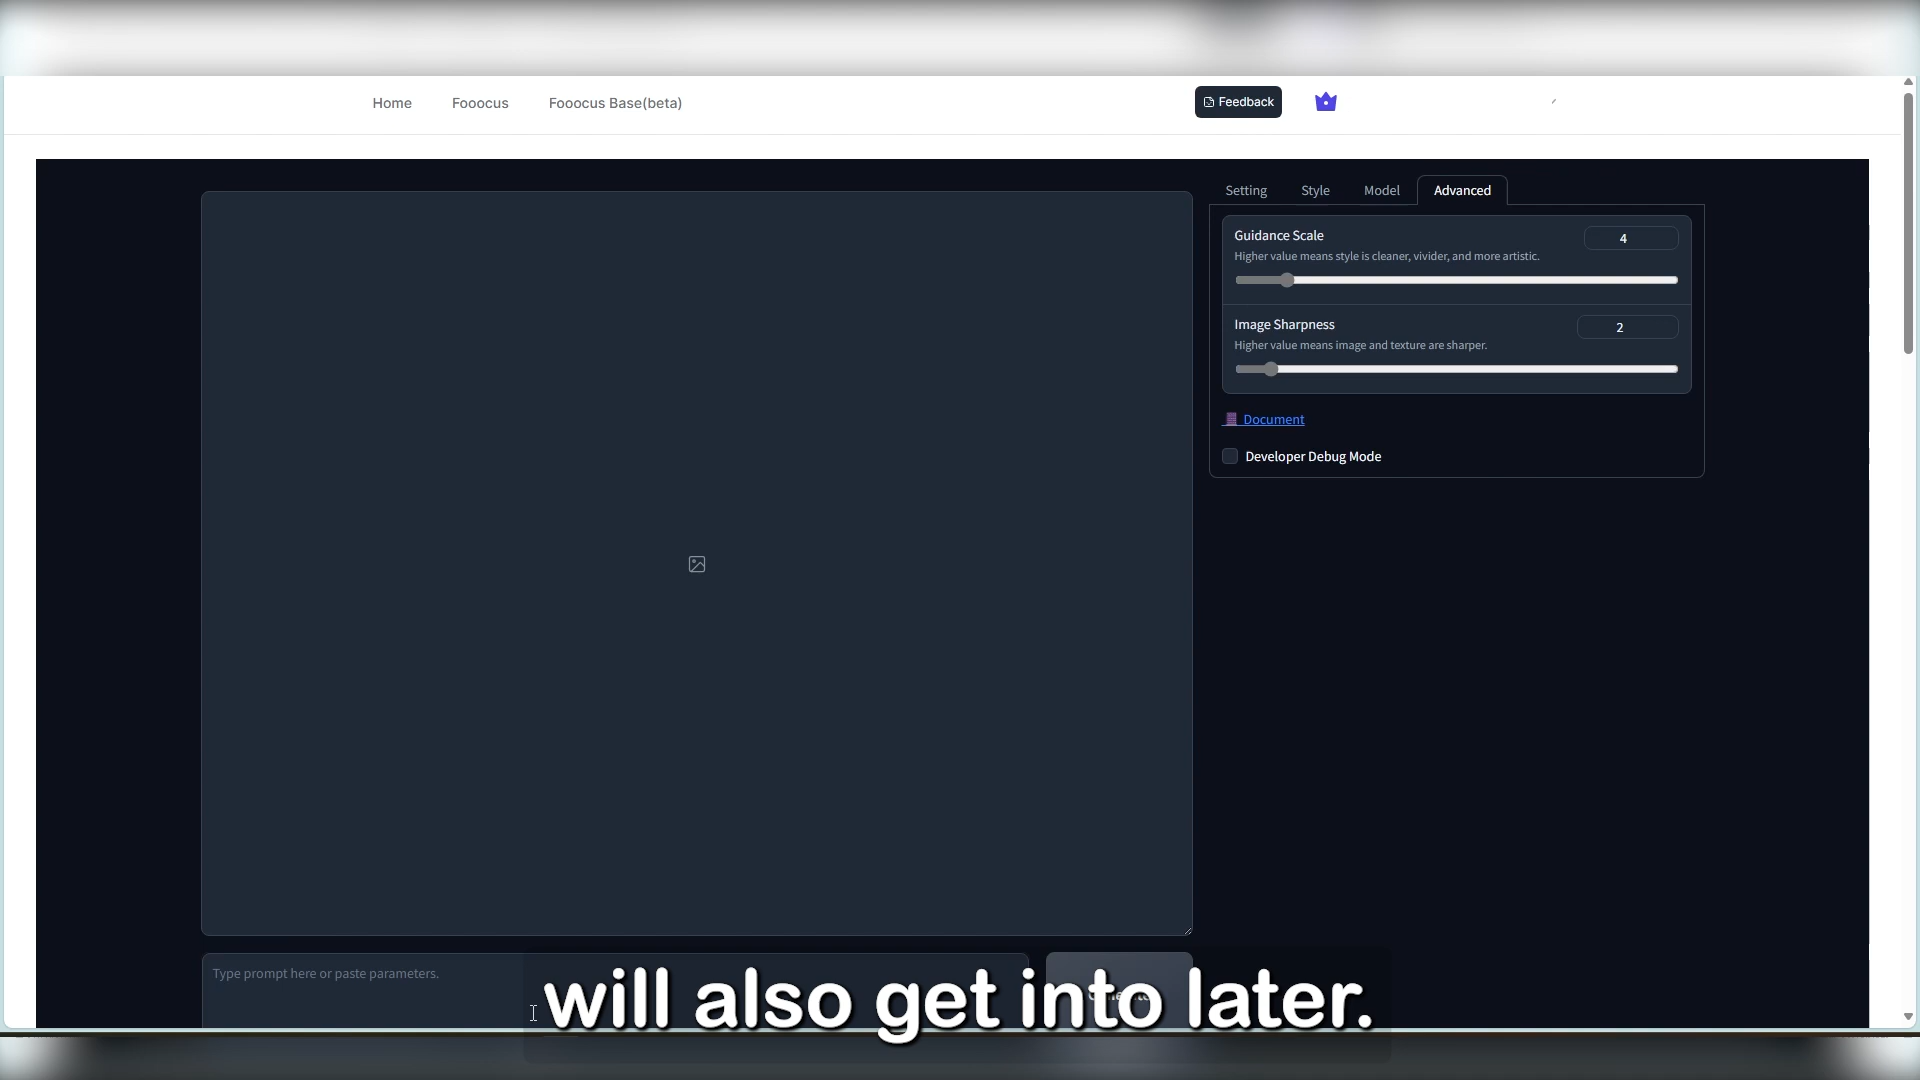 Home Fooocus Fooocus Base(beta) Feedback
Setting Style Model Advanced
Guidance Scale 4
Higher value means style is cleaner, vivider, and more artistic.
Image Sharpness 2
Higher value means image and texture are sharper.
Document
Developer Debug Mode
Type prompt here or paste parameters.
will also get into later.